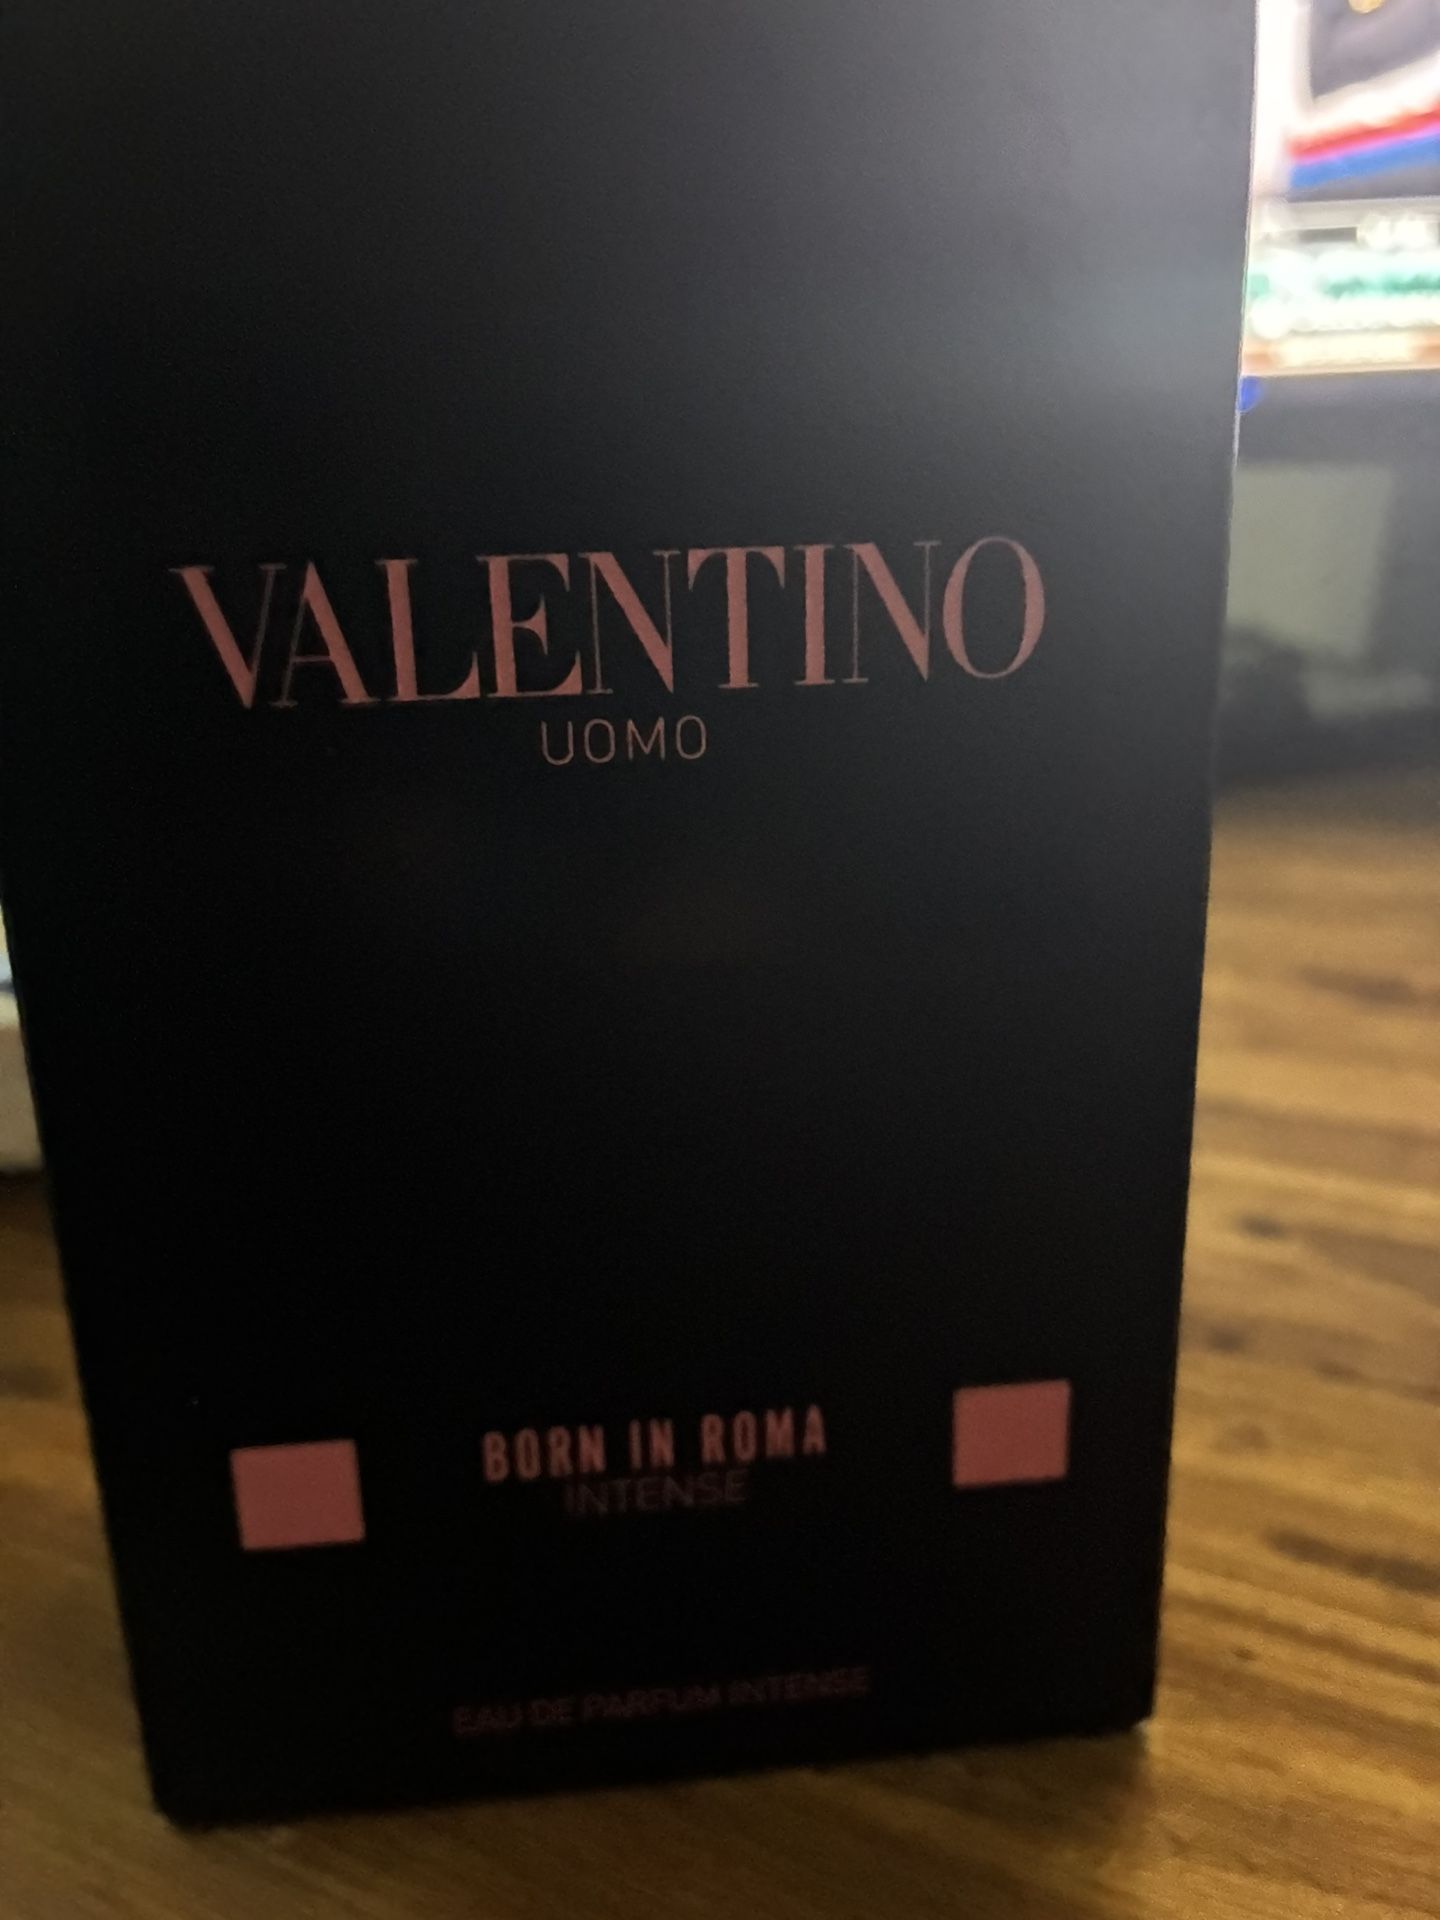 VALENTINO
UOMO
BORN IN ROMA
INTENSE
EAU DE PARFUM INTENSE